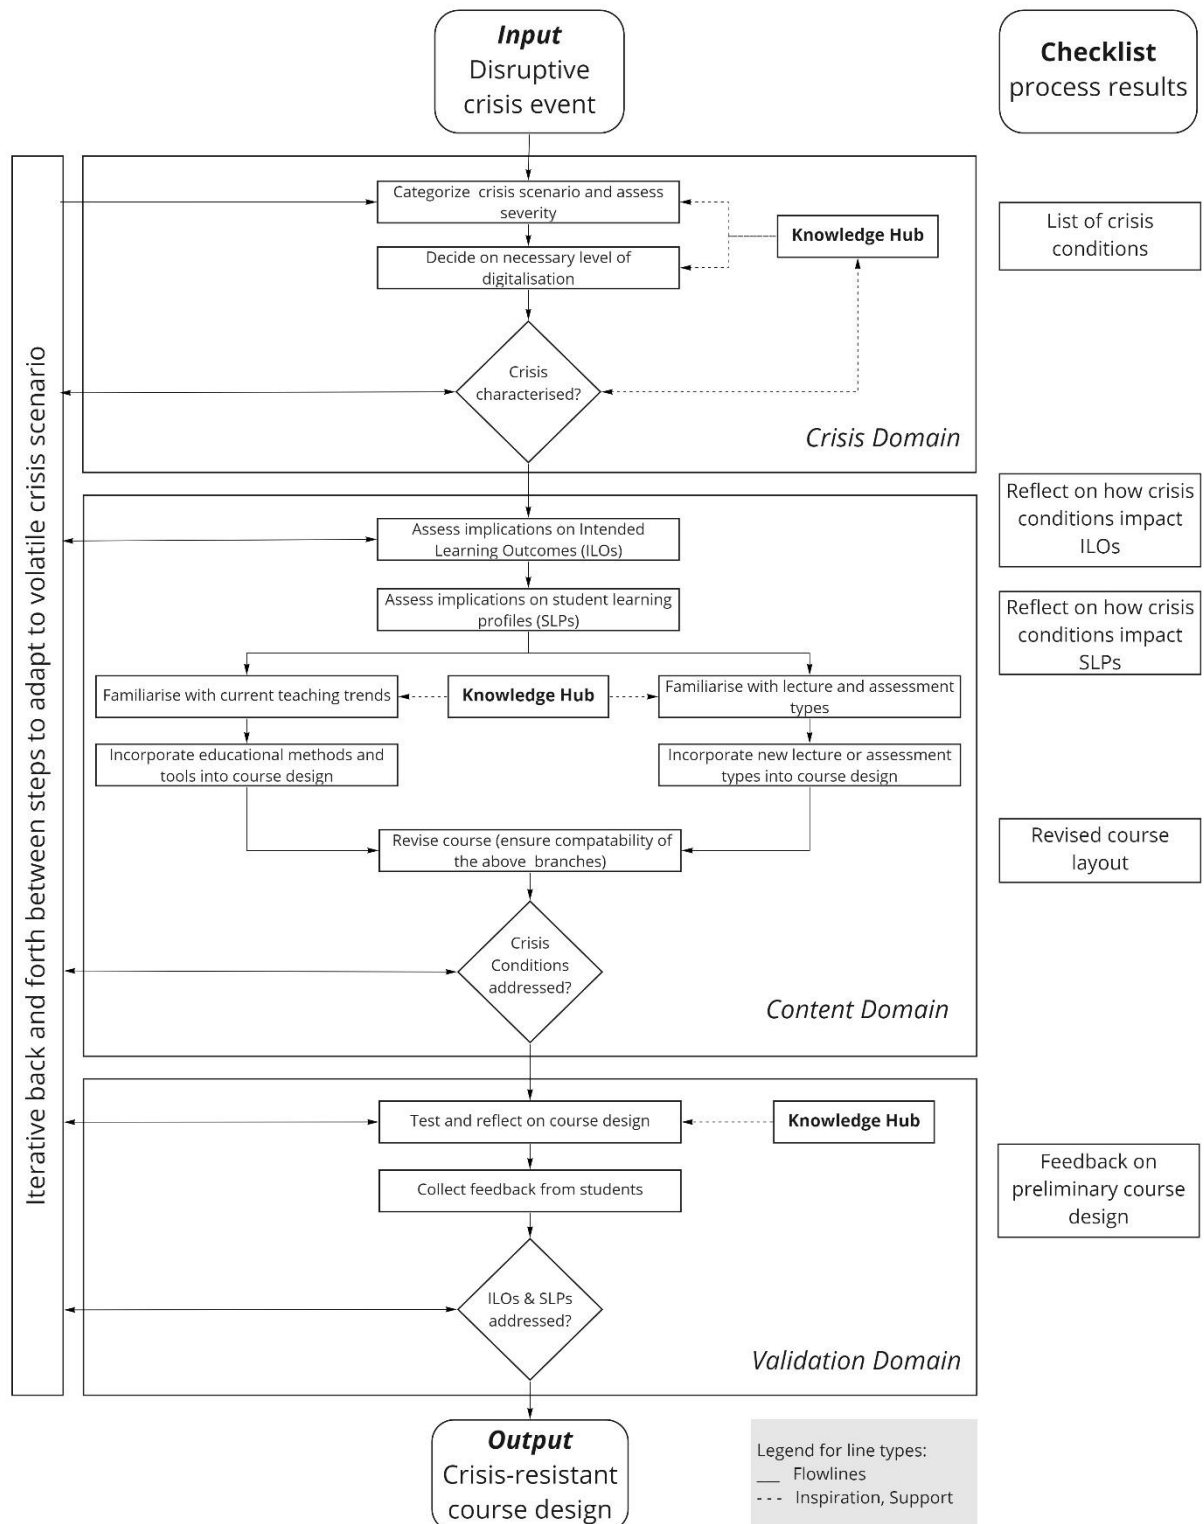 Input
Disruptive
crisis event
Checklist
process results
Iterative back and forth between steps to adapt to volatile crisis scenario
Categorize crisis scenario and assess
severity
Knowledge Hub
Decide on necessary level of
digitalisation
List of crisis
conditions
Crisis
characterised?
Crisis Domain
Reflect on how crisis
conditions impact
ILOs
Assess implications on Intended
Learning Outcomes (ILOs)
Assess implications on student learning
profiles (SLPs)
Reflect on how crisis
conditions impact
SLPs
Familiarise with current teaching trends
Knowledge Hub
Familiarise with lecture and assessment
types
Incorporate educational methods and
tools into course design
Incorporate new lecture or assessment
types into course design
Revise course (ensure compatability of
the above branches)
Revised course
layout
Crisis
Conditions
addressed?
Content Domain
Test and reflect on course design
Knowledge Hub
Collect feedback from students
Feedback on
preliminary course
design
ILOs & SLPs
addressed?
Validation Domain
Output
Crisis-resistant
course design
Legend for line types:
Flowlines
Inspiration, Support